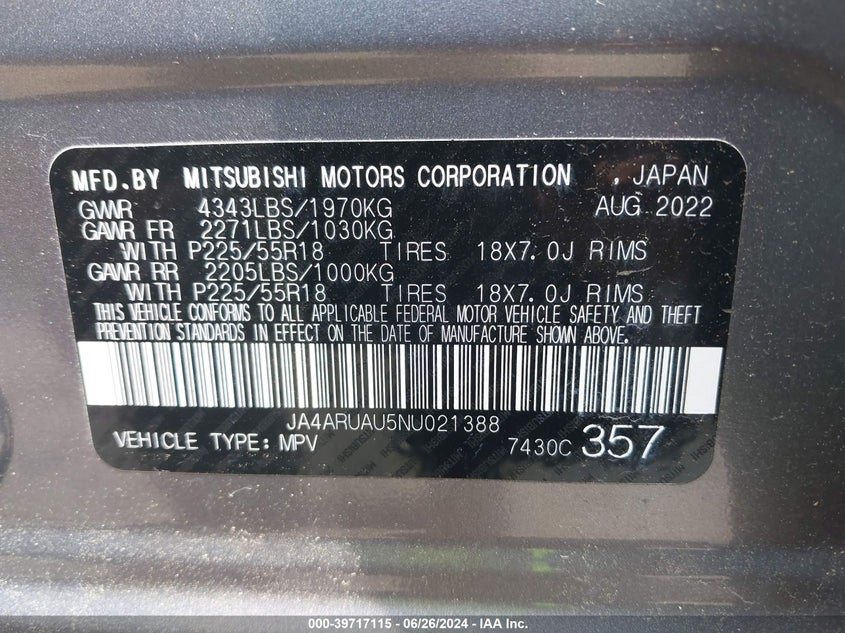 MFD.BY MITSUBISHI MOTORS CORPORATION . JAPAN
GVWR 4343LBS/1970KG AUG 2022
GAWR FR 2271LBS/1030KG
WITH P225/55R18 TIRES 18X7.0J RIMS
GAWR RR 2205LBS/1000KG
WITH P225/55R18 TIRES 18X7.0J RIMS
THIS VEHICLE CONFORMS TO ALL APPLICABLE FEDERAL MOTOR VEHICLE SAFETY AND THEFT
PREVENTION STANDARDS IN EFFECT ON THE DATE OF MANUFACTURE SHOWN ABOVE.
JA4ARUAU5NU021388
VEHICLE TYPE: MPV 7430C 357
000-39717115 - 06/26/2024 - IAA Inc.